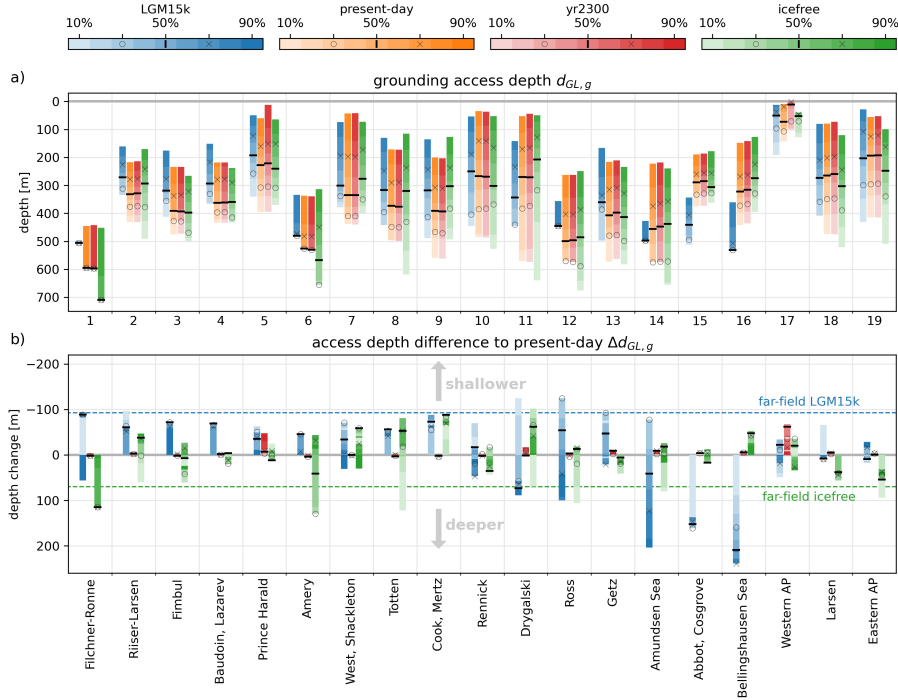 LGM15k present-day yr2300 icefree
10% 50% 90% 10% 50% 90% 10% 50% 90% 10% 50% 90%
a) grounding access depth d_{GL,g}
depth [m]
0
100
200
300
400
500
600
700
1 2 3 4 5 6 7 8 9 10 11 12 13 14 15 16 17 18 19
b) access depth difference to present-day Δd_{GL,g}
depth change [m]
−200
−100
0
100
200
shallower
deeper
far-field LGM15k
far-field icefree
Filchner-Ronne
Riiser-Larsen
Fimbul
Baudoin, Lazarev
Prince Harald
Amery
West, Shackleton
Totten
Cook, Mertz
Rennick
Drygalski
Ross
Getz
Amundsen Sea
Abbot, Cosgrove
Bellingshausen Sea
Western AP
Larsen
Eastern AP